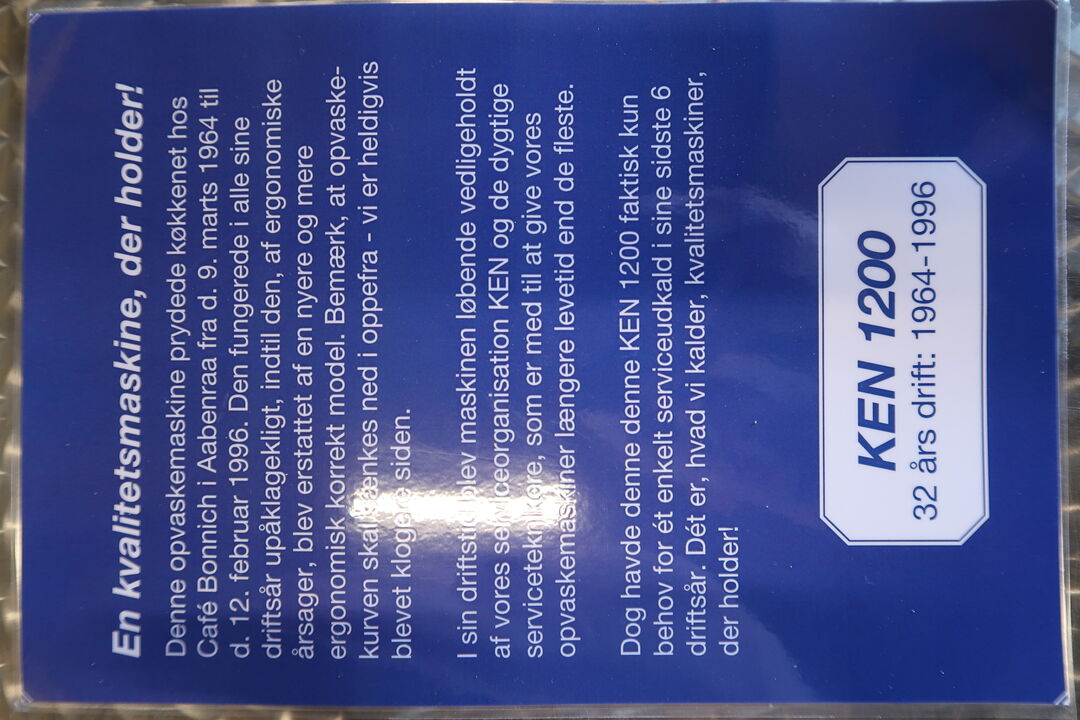 En kvalitetsmaskine, der holder!
Denne opvaskemaskine prydede køkkenet hos
Café Bonnich i Aabenraa fra d. 9. marts 1964 til
d. 12. februar 1996. Den fungerede i alle sine
driftsår upåklageligt, indtil den, af ergonomiske
årsager, blev erstattet af en nyere og mere
ergonomisk korrekt model. Bemærk, at opvaske-
kurven skal sænkes ned i oppefra - vi er heldigvis
blevet klogere siden.
I sin driftstid blev maskinen løbende vedligeholdt
af vores serviceorganisation KEN og de dygtige
serviceteknikere, som er med til at give vores
opvaskemaskiner længere levetid end de fleste.
Dog havde denne denne KEN 1200 faktisk kun
behov for ét enkelt serviceudkald i sine sidste 6
driftsår. Dét er, hvad vi kalder, kvalitetsmaskiner,
der holder!
KEN 1200
32 års drift: 1964-1996